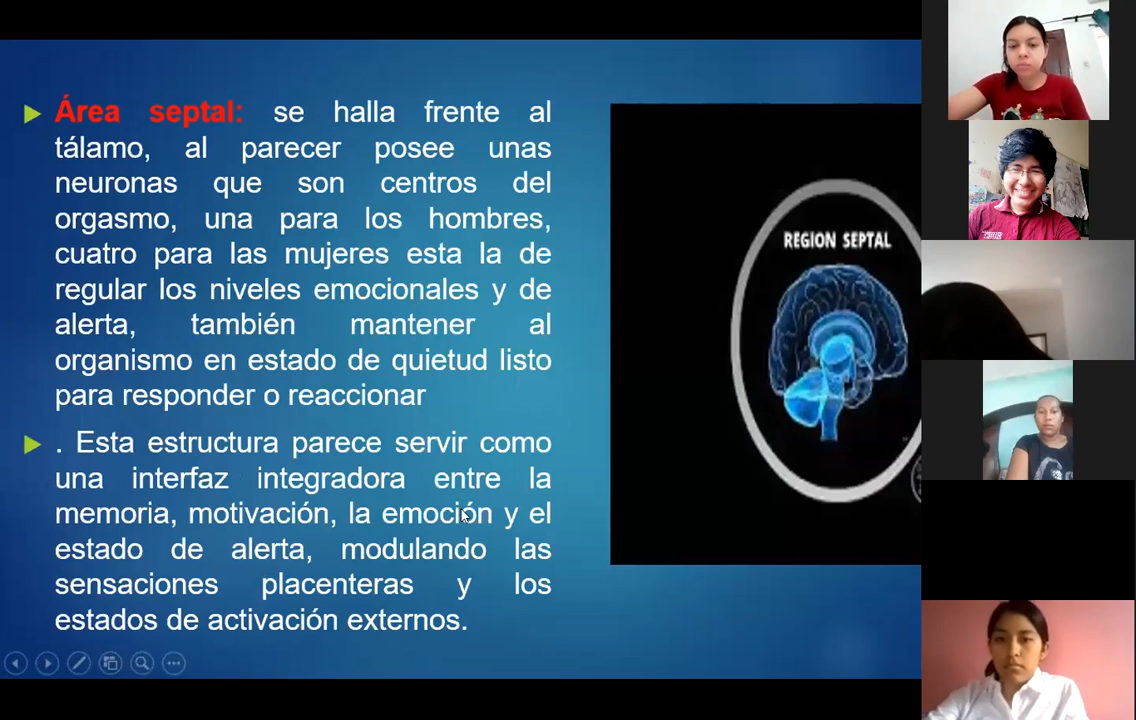 Área septal: se halla frente al
tálamo, al parecer posee unas
neuronas que son centros del
orgasmo, una para los hombres,
cuatro para las mujeres esta la de
regular los niveles emocionales y de
alerta, también mantener al
organismo en estado de quietud listo
para responder o reaccionar
. Esta estructura parece servir como
una interfaz integradora entre la
memoria, motivación, la emoción y el
estado de alerta, modulando las
sensaciones placenteras y los
estados de activación externos.
REGION SEPTAL